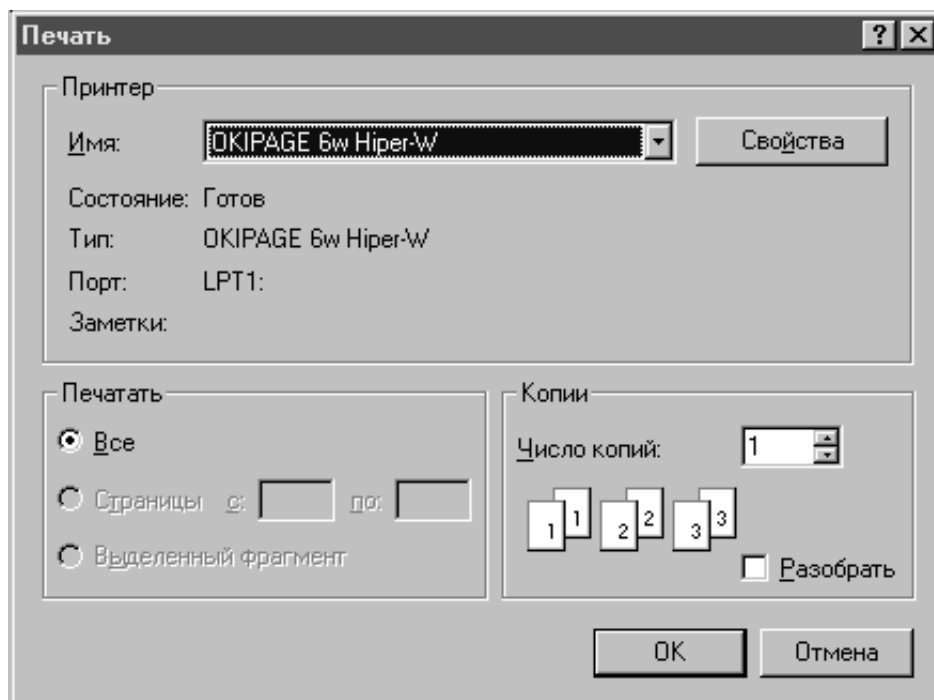 Печать
Принтер
Имя: OKIPAGE 6w Hiper-W Свойства
Состояние: Готов
Тип: OKIPAGE 6w Hiper-W
Порт: LPT1:
Заметки:
Печатать
Все
Страницы с: по:
Выделенный фрагмент
Копии
Число копий: 1
1 1 2 2 3 3
Разобрать
OK Отмена